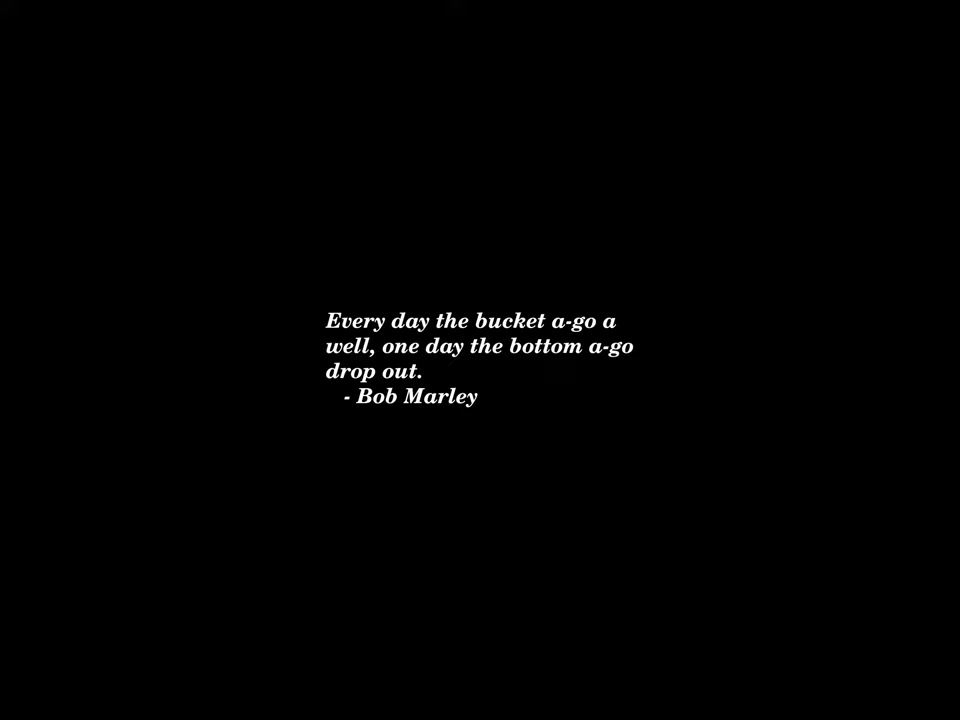 Every day the bucket a-go a
well, one day the bottom a-go
drop out.
- Bob Marley